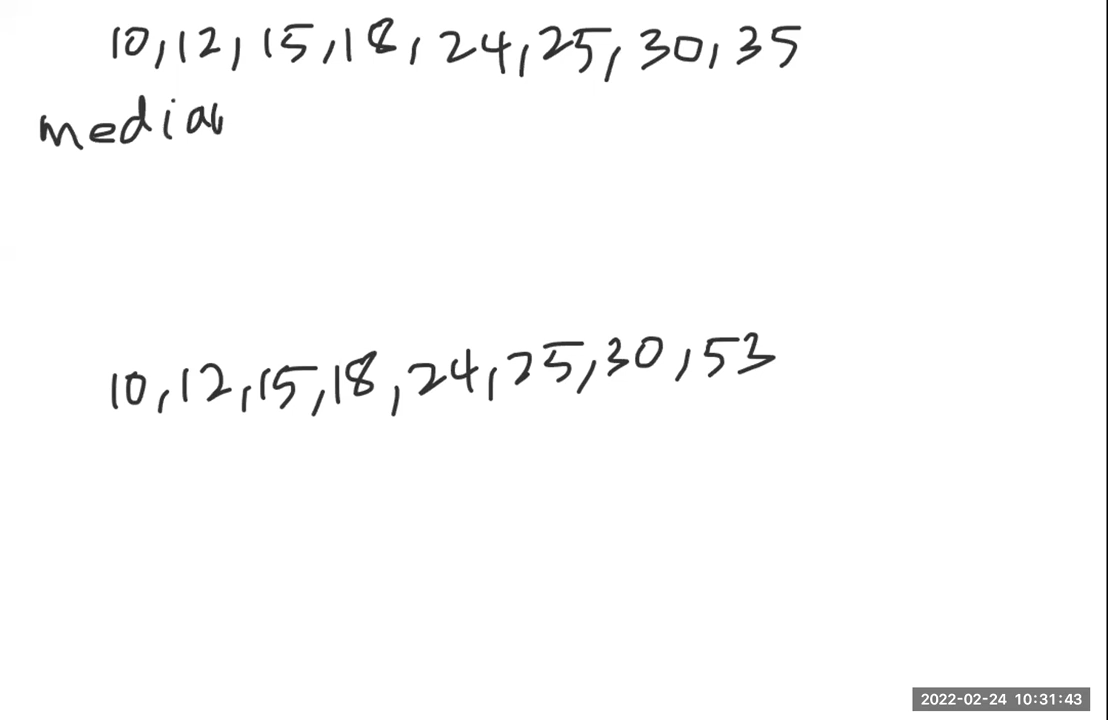 10, 12, 15, 18, 24, 25, 30, 35
media
10, 12, 15, 18, 24, 25, 30, 53
2022-02-24 10:31:43